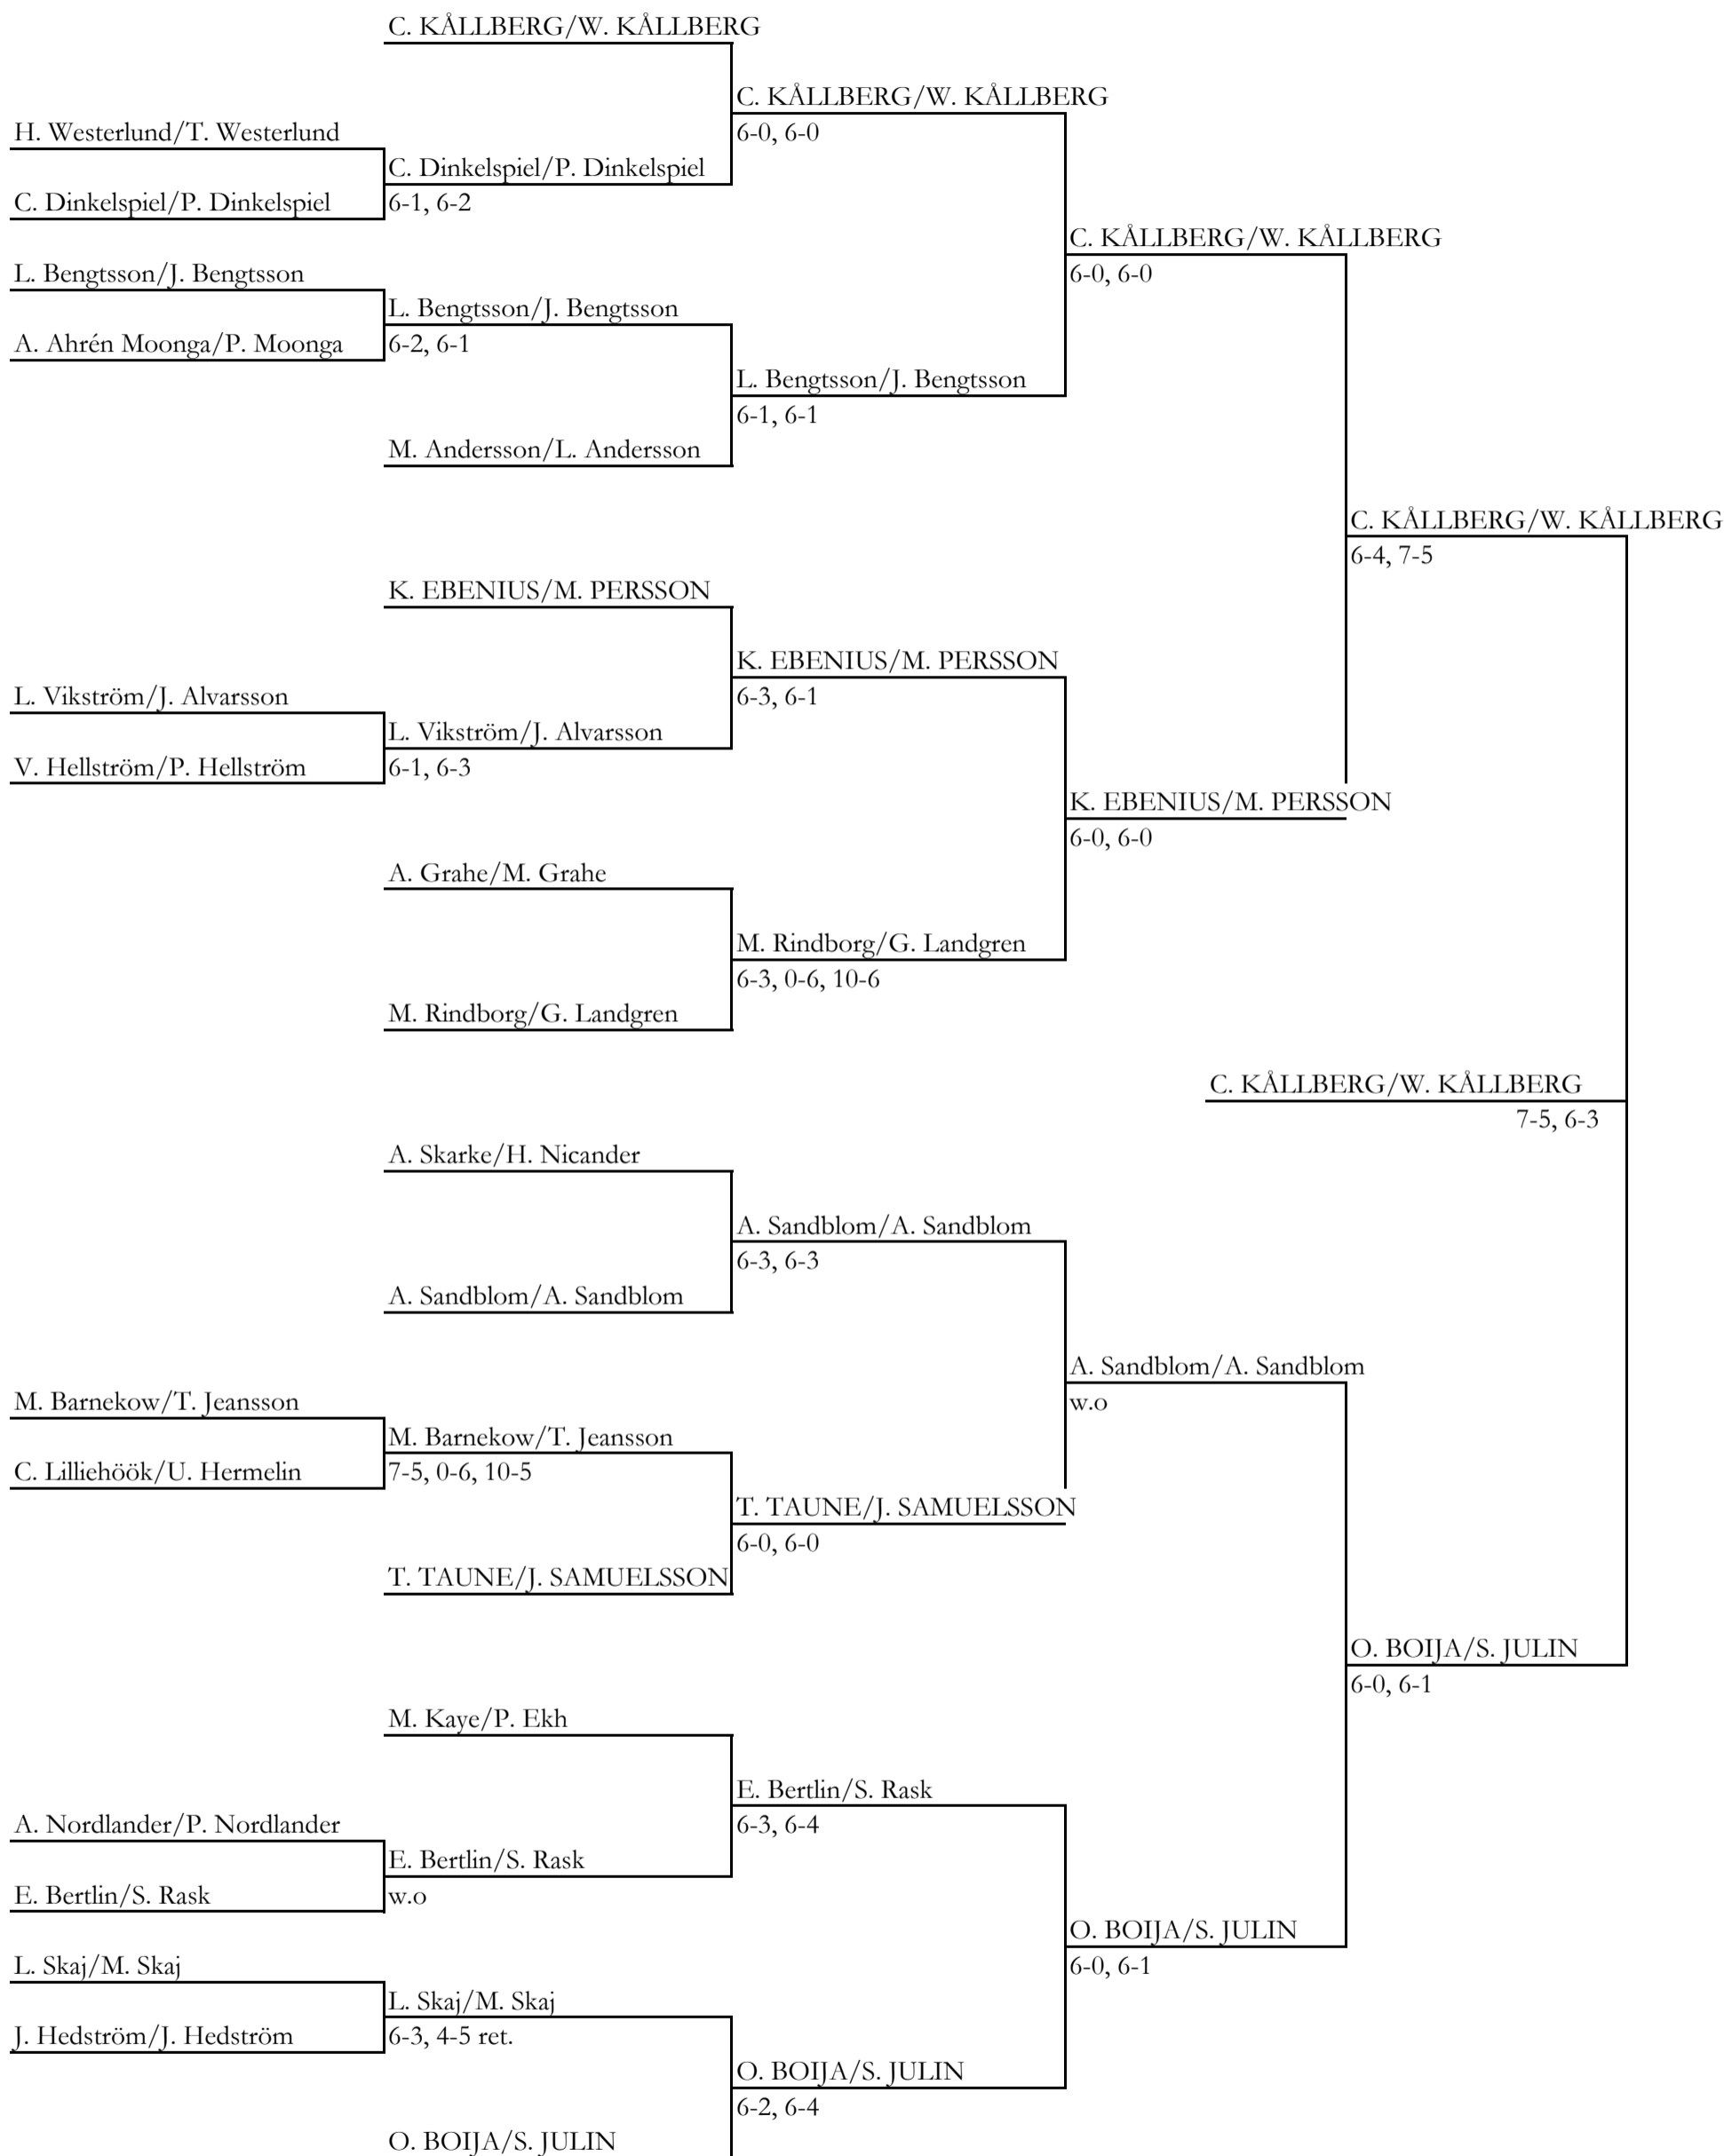 C. KÅLLBERG/W. KÅLLBERG
C. KÅLLBERG/W. KÅLLBERG
H. Westerlund/T. Westerlund
6-0, 6-0
C. Dinkelspiel/P. Dinkelspiel
C. Dinkelspiel/P. Dinkelspiel
6-1, 6-2
C. KÅLLBERG/W. KÅLLBERG
L. Bengtsson/J. Bengtsson
6-0, 6-0
L. Bengtsson/J. Bengtsson
A. Ahrén Moonga/P. Moonga
6-2, 6-1
L. Bengtsson/J. Bengtsson
6-1, 6-1
M. Andersson/L. Andersson
C. KÅLLBERG/W. KÅLLBERG
6-4, 7-5
K. EBENIUS/M. PERSSON
K. EBENIUS/M. PERSSON
L. Vikström/J. Alvarsson
6-3, 6-1
L. Vikström/J. Alvarsson
V. Hellström/P. Hellström
6-1, 6-3
K. EBENIUS/M. PERSSON
6-0, 6-0
A. Grahe/M. Grahe
M. Rindborg/G. Landgren
6-3, 0-6, 10-6
M. Rindborg/G. Landgren
C. KÅLLBERG/W. KÅLLBERG
7-5, 6-3
A. Skarke/H. Nicander
A. Sandblom/A. Sandblom
6-3, 6-3
A. Sandblom/A. Sandblom
A. Sandblom/A. Sandblom
M. Barnekow/T. Jeansson
w.o
M. Barnekow/T. Jeansson
C. Lilliehöök/U. Hermelin
7-5, 0-6, 10-5
T. TAUNE/J. SAMUELSSON
6-0, 6-0
T. TAUNE/J. SAMUELSSON
O. BOIJA/S. JULIN
6-0, 6-1
M. Kaye/P. Ekh
E. Bertlin/S. Rask
A. Nordlander/P. Nordlander
6-3, 6-4
E. Bertlin/S. Rask
E. Bertlin/S. Rask
w.o
O. BOIJA/S. JULIN
L. Skaj/M. Skaj
6-0, 6-1
L. Skaj/M. Skaj
J. Hedström/J. Hedström
6-3, 4-5 ret.
O. BOIJA/S. JULIN
6-2, 6-4
O. BOIJA/S. JULIN